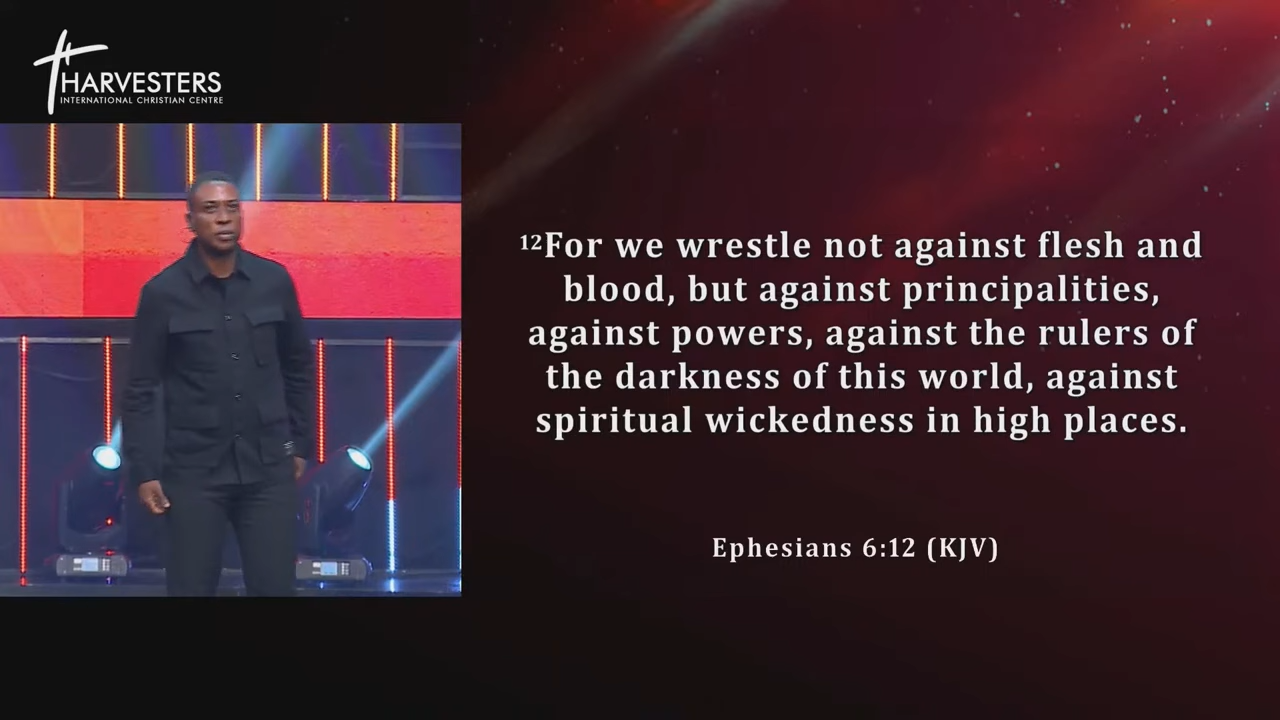 HARVESTERS
INTERNATIONAL CHRISTIAN CENTRE
¹²For we wrestle not against flesh and
blood, but against principalities,
against powers, against the rulers of
the darkness of this world, against
spiritual wickedness in high places.
Ephesians 6:12 (KJV)